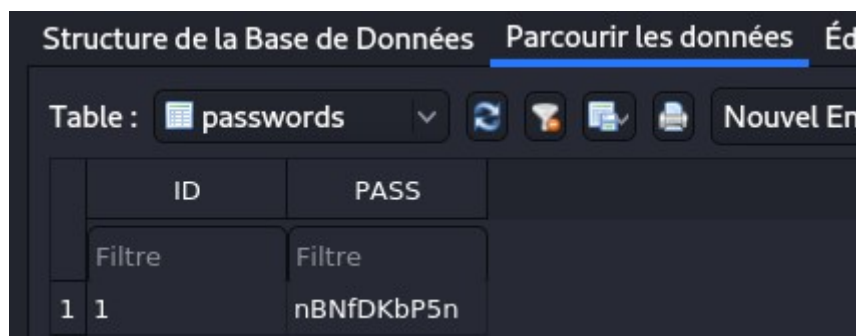 Structure de la Base de Données Parcourir les données Éd
Table : passwords Nouvel En
ID PASS
Filtre Filtre
1 1 nBNfDKbP5n